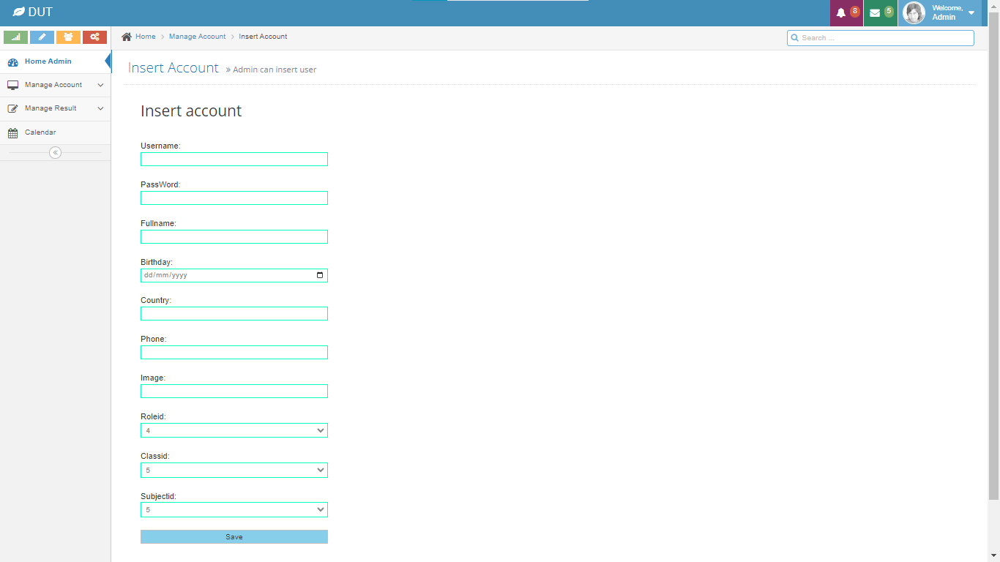 DUT
8
5
Welcome,
Admin
Home
Manage Account
Insert Account
Search ...
Home Admin
Manage Account
Manage Result
Calendar
Insert Account » Admin can insert user
Insert account
Username:
PassWord:
Fullname:
Birthday:
dd/mm/yyyy
Country:
Phone:
Image:
Roleid:
4
Classid:
5
Subjectid:
5
Save